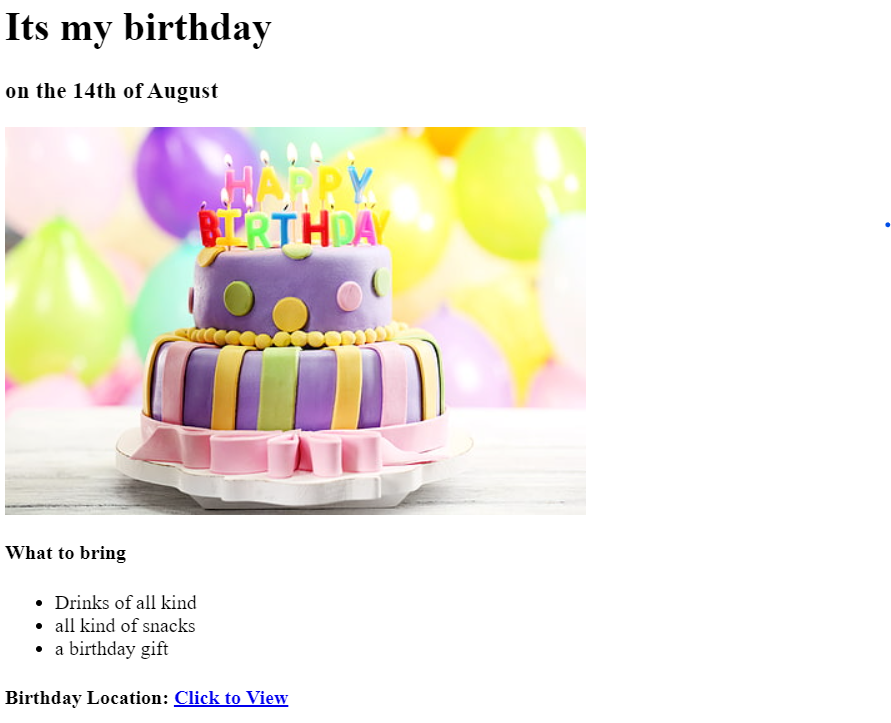 Its my birthday
on the 14th of August
HAPPY
BIRTHDAY
What to bring
Drinks of all kind
all kind of snacks
a birthday gift
Birthday Location: Click to View